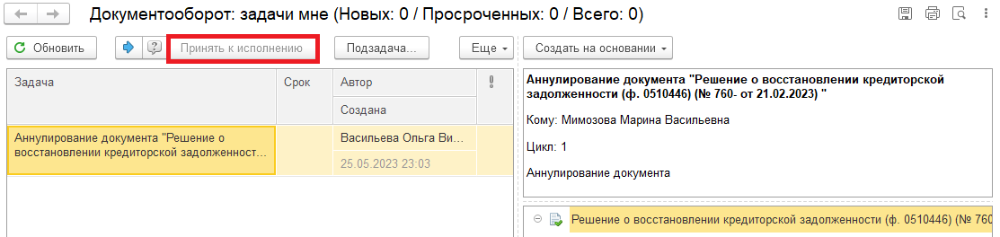 Документооборот: задачи мне (Новых: 0 / Просроченных: 0 / Всего: 0)
Обновить
Принять к исполнению
Подзадача...
Еще
Создать на основании
Задача
Срок
Автор
Создана
Аннулирование документа "Решение о
восстановлении кредиторской задолженност...
Васильева Ольга Ви...
25.05.2023 23:03
Аннулирование документа "Решение о восстановлении кредиторской
задолженности (ф. 0510446) (№ 760- от 21.02.2023) "
Кому: Мимозова Марина Васильевна
Цикл: 1
Аннулирование документа
Решение о восстановлении кредиторской задолженности (ф. 0510446) (№ 760